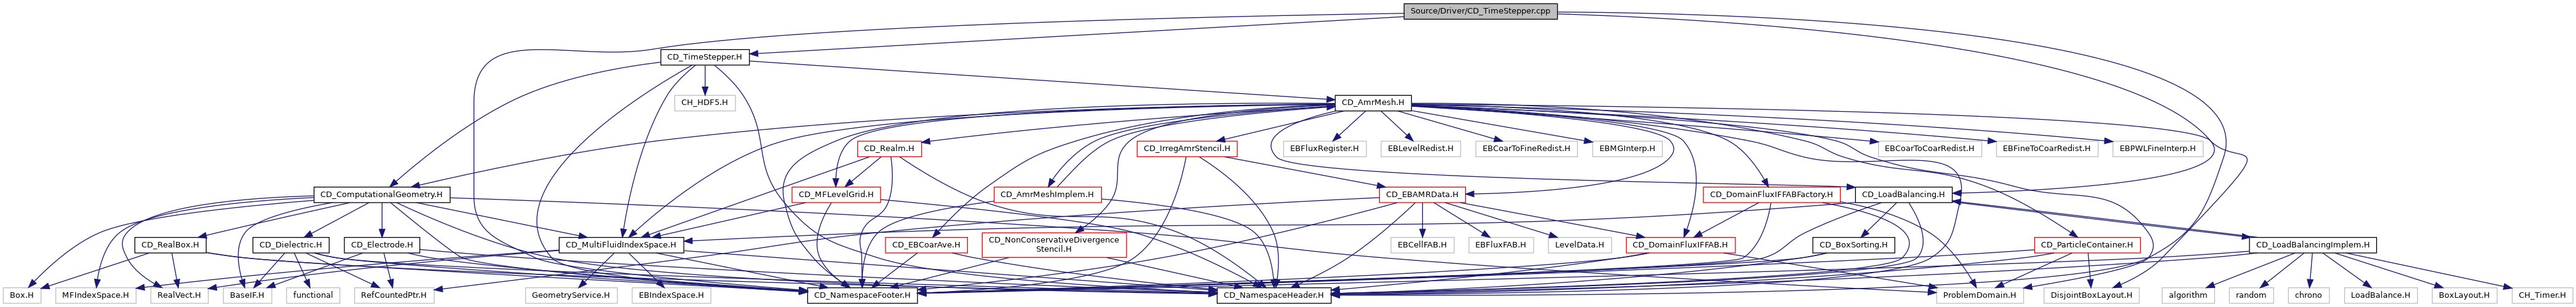 Source/Driver/CD_TimeStepper.cpp
CD_TimeStepper.H
CH_HDF5.H
CD_AmrMesh.H
CD_Realm.H
CD_IrregAmrStencil.H
EBFluxRegister.H
EBLevelRedist.H
EBCoarToFineRedist.H
EBMGInterp.H
EBCoarToCoarRedist.H
EBFineToCoarRedist.H
EBPWLFineInterp.H
CD_ComputationalGeometry.H
CD_MFLevelGrid.H
CD_AmrMeshImplem.H
CD_EBAMRData.H
CD_DomainFluxIFFABFactory.H
CD_LoadBalancing.H
CD_RealBox.H
CD_Dielectric.H
CD_Electrode.H
CD_MultiFluidIndexSpace.H
CD_EBCoarAve.H
CD_NonConservativeDivergence
Stencil.H
EBCellFAB.H
EBFluxFAB.H
LevelData.H
CD_DomainFluxIFFAB.H
CD_BoxSorting.H
CD_ParticleContainer.H
CD_LoadBalancingImplem.H
Box.H
MFIndexSpace.H
RealVect.H
BaseIF.H
functional
RefCountedPtr.H
GeometryService.H
EBIndexSpace.H
CD_NamespaceFooter.H
CD_NamespaceHeader.H
ProblemDomain.H
DisjointBoxLayout.H
algorithm
random
chrono
LoadBalance.H
BoxLayout.H
CH_Timer.H